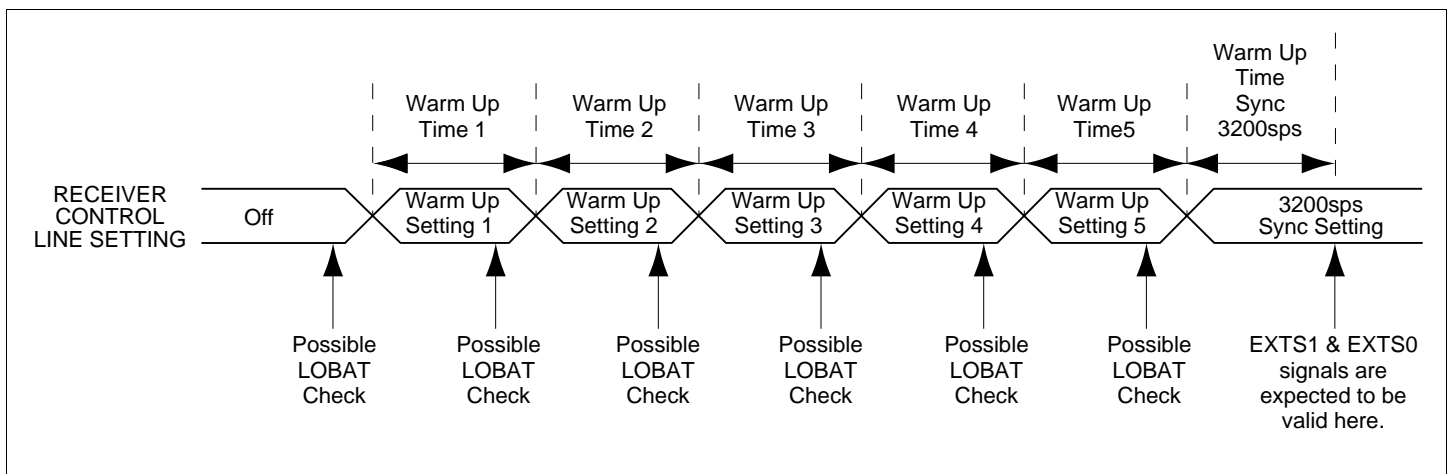 Warm Up
Time 1
Warm Up
Time 2
Warm Up
Time 3
Warm Up
Time 4
Warm Up
Time5
Warm Up
Time
Sync
3200sps
RECEIVER
CONTROL
LINE SETTING
Off
Warm Up
Setting 1
Warm Up
Setting 2
Warm Up
Setting 3
Warm Up
Setting 4
Warm Up
Setting 5
3200sps
Sync Setting
Possible
LOBAT
Check
Possible
LOBAT
Check
Possible
LOBAT
Check
Possible
LOBAT
Check
Possible
LOBAT
Check
Possible
LOBAT
Check
EXTS1 & EXTS0
signals are
expected to be
valid here.